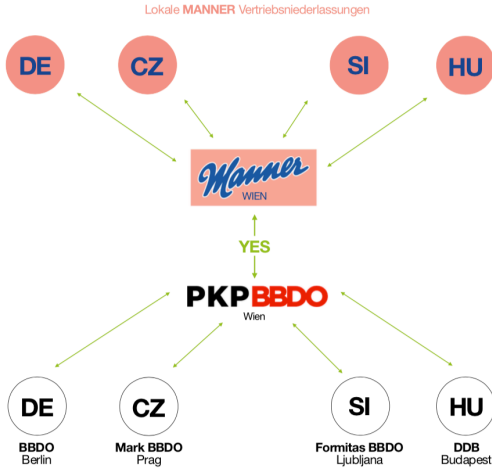 Lokale MANNER Vertriebsniederlassungen
DE
CZ
SI
HU
Manner
WIEN
YES
PKPBBDO
Wien
DE
CZ
SI
HU
BBDO
Berlin
Mark BBDO
Prag
Formitas BBDO
Ljubljana
DDB
Budapest